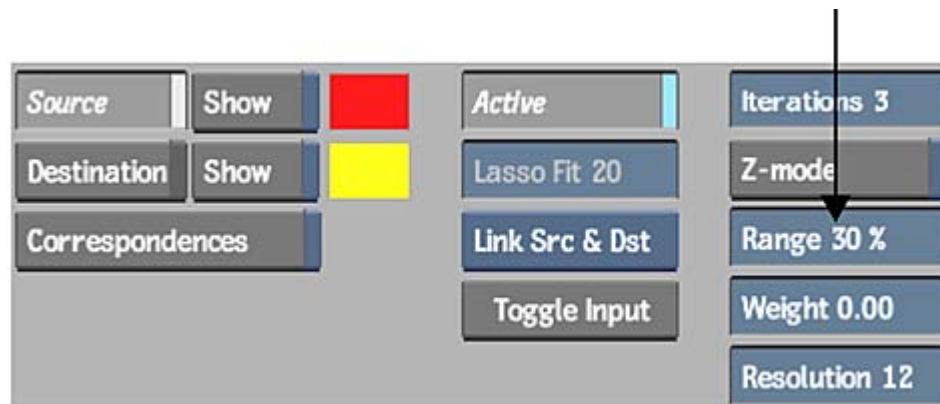 Source
Show
Active
Iterations 3
Destination
Show
Lasso Fit 20
Z-mode
Correspondences
Link Src & Dst
Range 30 %
Toggle Input
Weight 0.00
Resolution 12